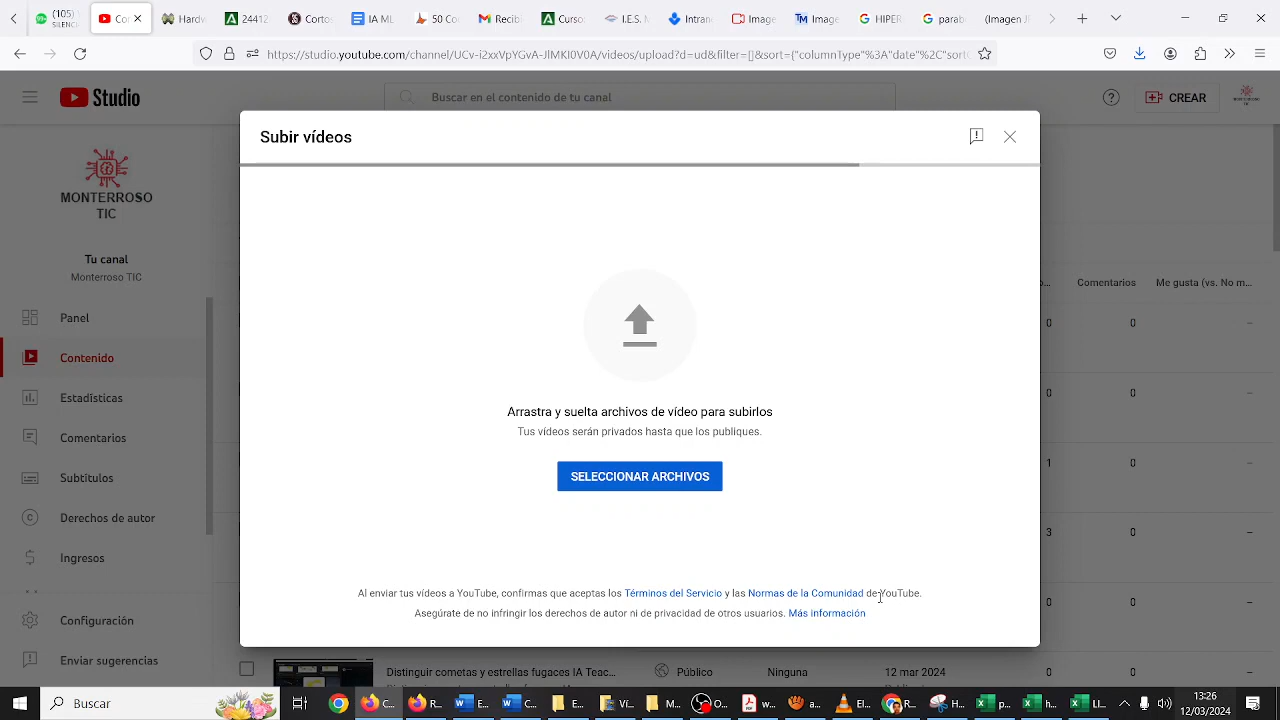 (105)
Con
Hardw
24412
Cortos
IA ML
50 Co
Recib
Curso
I.E.S. N
Intran
Image
Image
HIPER
parab
(Imagen JP
https://studio.youtube.com/channel/UCv-i2xxVpYGvA-JlMKl0V0A/videos/upload?d=ud&filter=[]&sort={"columnType"%3A"date"%2C"sort
Studio
Buscar en el contenido de tu canal
CREAR
Subir vídeos
MONTERROSO
TIC
Tu canal
Monterroso TIC
Comentarios
Me gusta (vs. No m...
Panel
0
0
–
Contenido
Estadísticas
0
0
–
Arrastra y suelta archivos de vídeo para subirlos
Tus vídeos serán privados hasta que los publiques.
Comentarios
1
0
–
Subtítulos
SELECCIONAR ARCHIVOS
Derechos de autor
3
0
–
Ingresos
Al enviar tus vídeos a YouTube, confirmas que aceptas los Términos del Servicio y las Normas de la Comunidad de YouTube.
0
0
–
Asegúrate de no infringir los derechos de autor ni de privacidad de otros usuarios. Más información
Configuración
Enviar sugerencias
Distinguir cometas y estrellas fugaces IA Teac...
Público
Ninguna
12 mar 2024
0
0
–
Buscar
13:26
12/03/2024